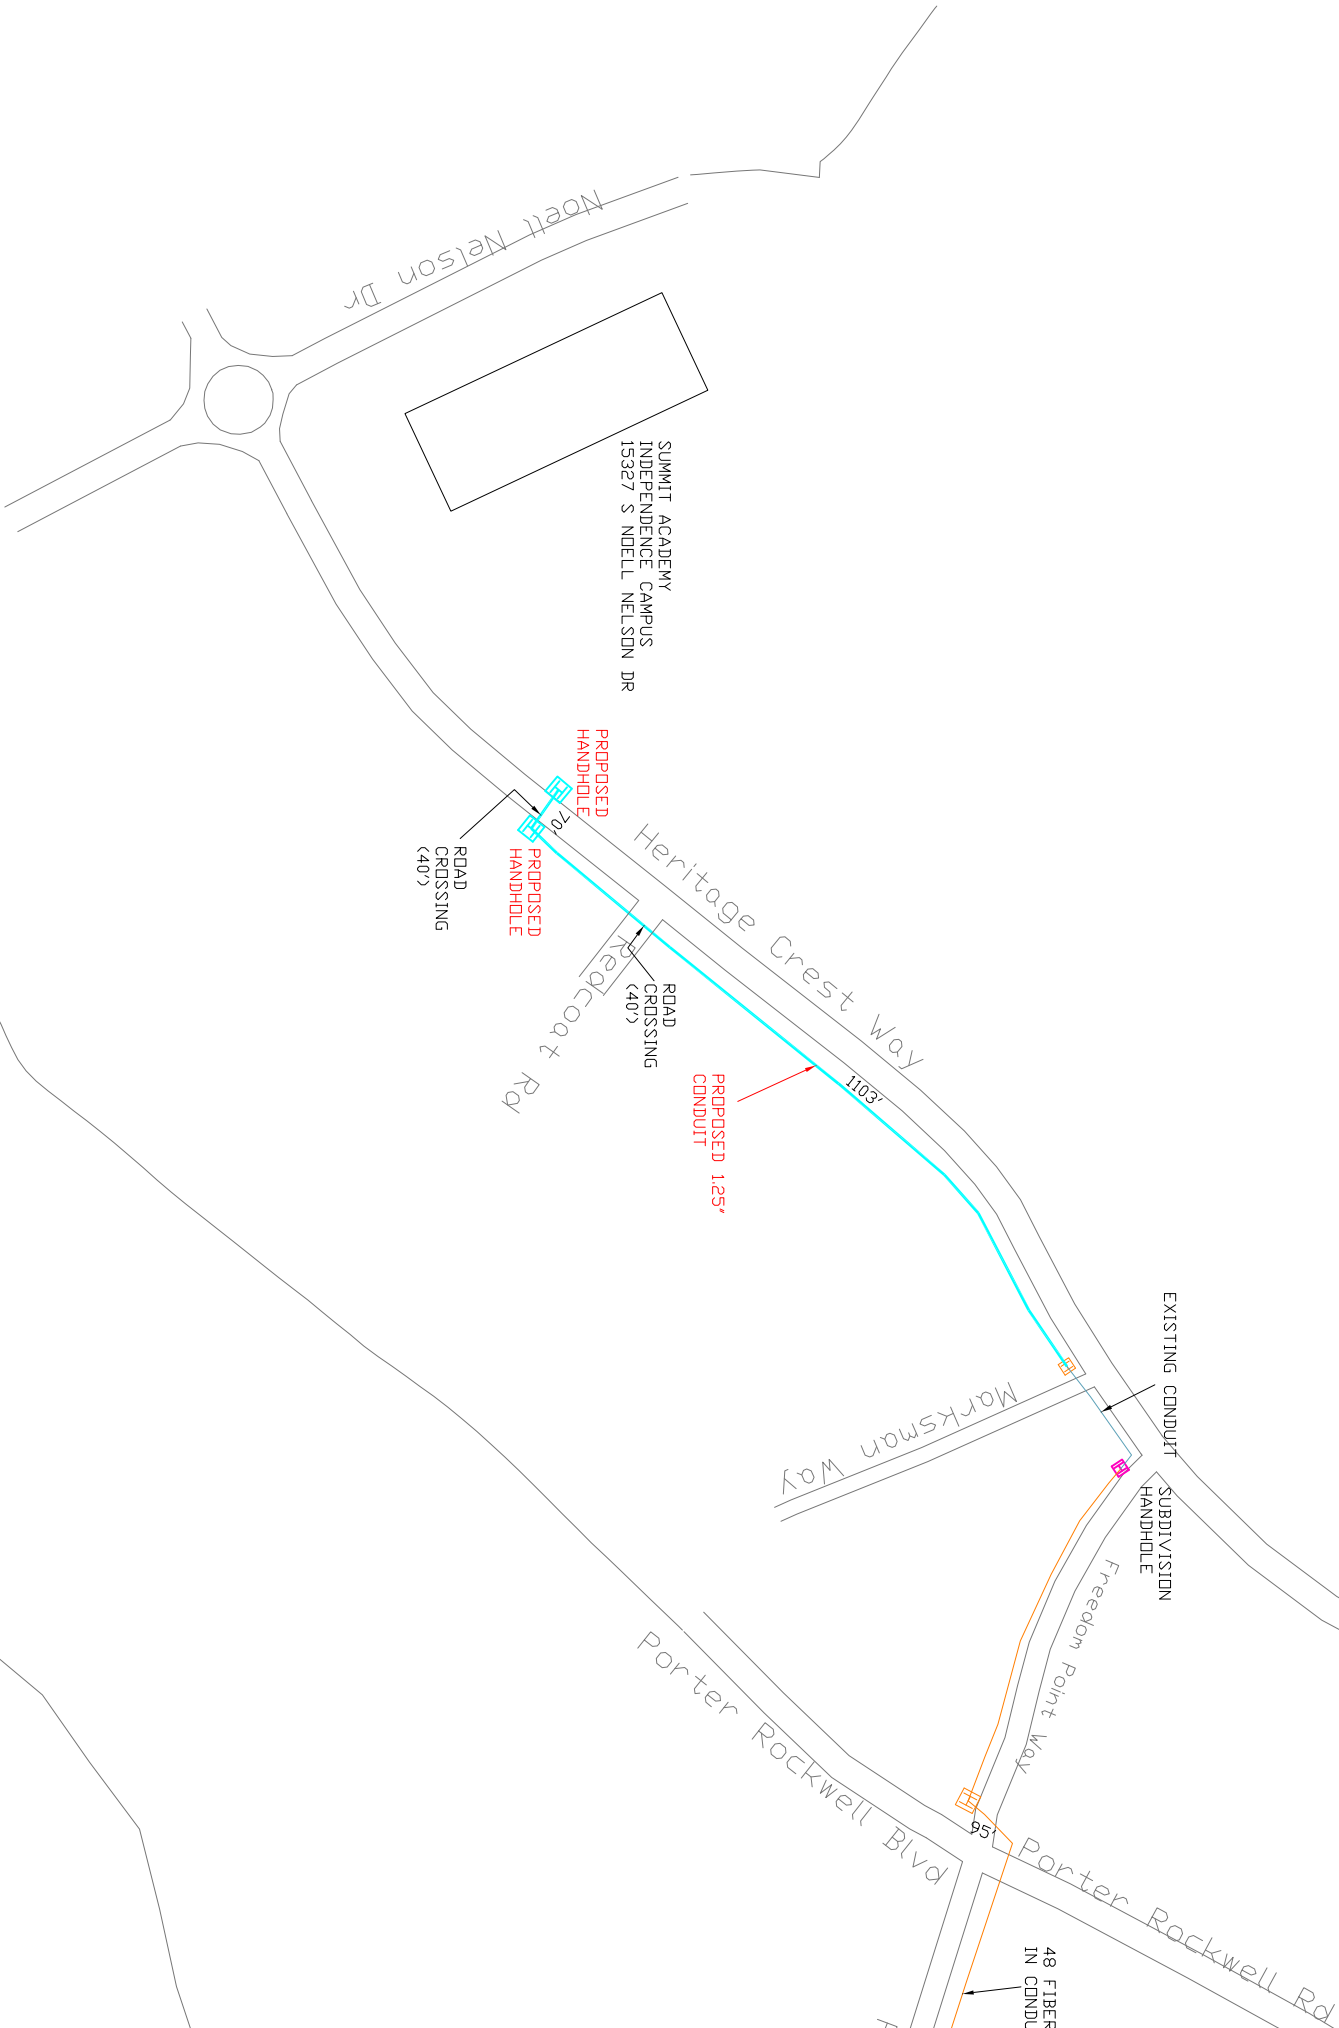 Noell Nelson Dr
SUMMIT ACADEMY
INDEPENDENCE CAMPUS
15327 S NOELL NELSON DR
PROPOSED
HANDHOLE
70'
PROPOSED
HANDHOLE
ROAD
CROSSING
(40')
Heritage Crest Way
Redcoat Rd
ROAD
CROSSING
(40')
1103'
PROPOSED 1.25"
CONDUIT
EXISTING CONDUIT
Marksman Way
SUBDIVISION
HANDHOLE
Freedom Point Way
Porter Rockwell Blvd
95'
Porter Rockwell Rd
48 FIBER
IN CONDU